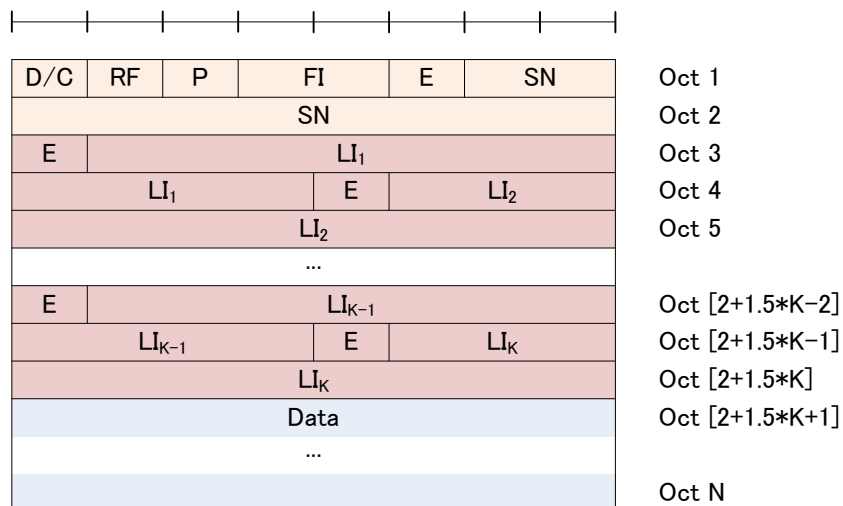 D/C RF P FI E SN Oct 1
SN Oct 2
E LI₁ Oct 3
LI₁ E LI₂ Oct 4
LI₂ Oct 5
...
E LIK−1 Oct [2+1.5*K−2]
LIK−1 E LIK Oct [2+1.5*K−1]
LIK Oct [2+1.5*K]
Data Oct [2+1.5*K+1]
...
Oct N